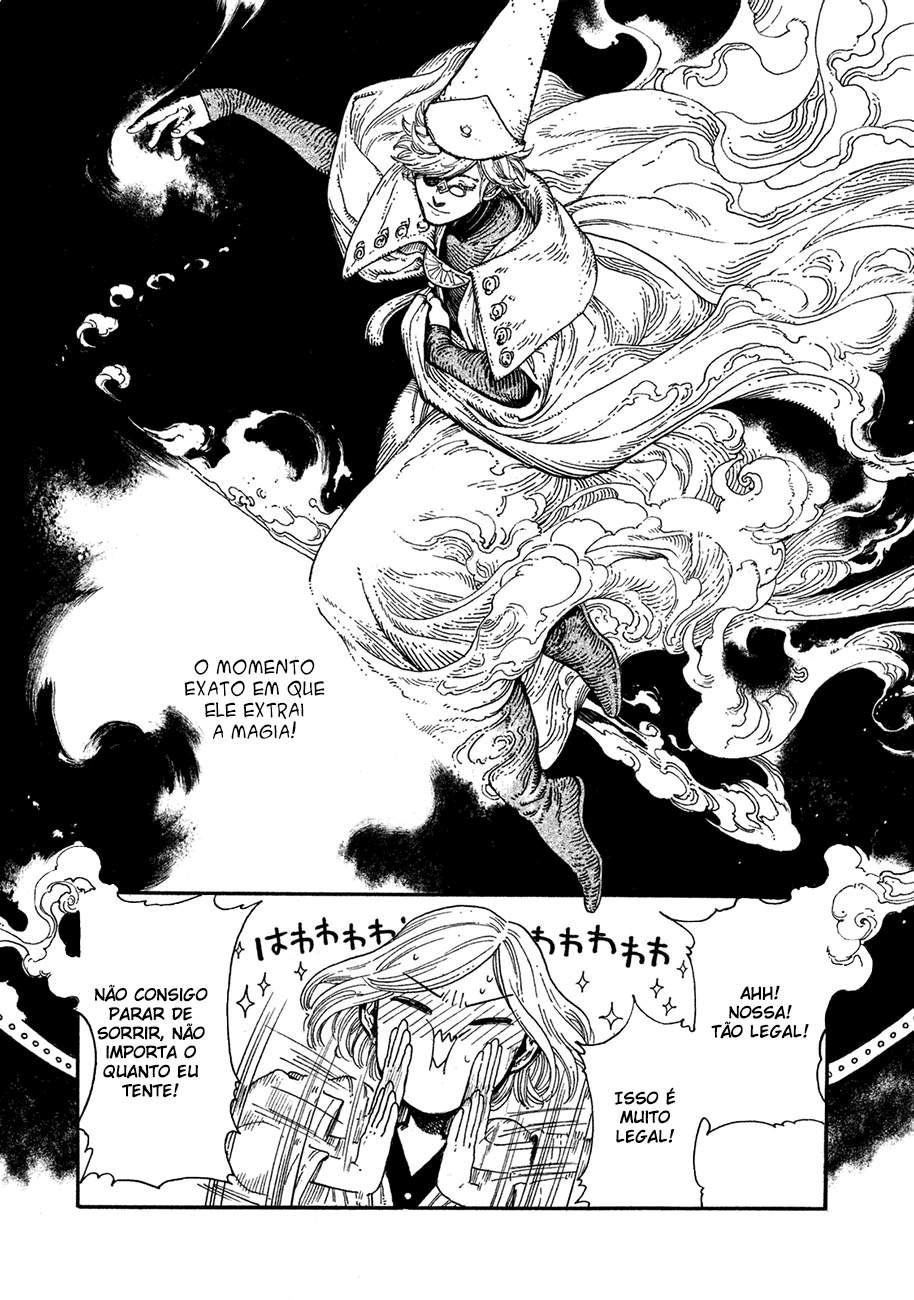 O MOMENTO
EXATO EM QUE
ELE EXTRAI
A MAGIA!
AHH!
NOSSA!
TÃO LEGAL!
ISSO É
MUITO
LEGAL!
はわわわわ
わわわわわ
NÃO CONSIGO
PARAR DE
SORRIR, NÃO
IMPORTA O
QUANTO EU
TENTE!